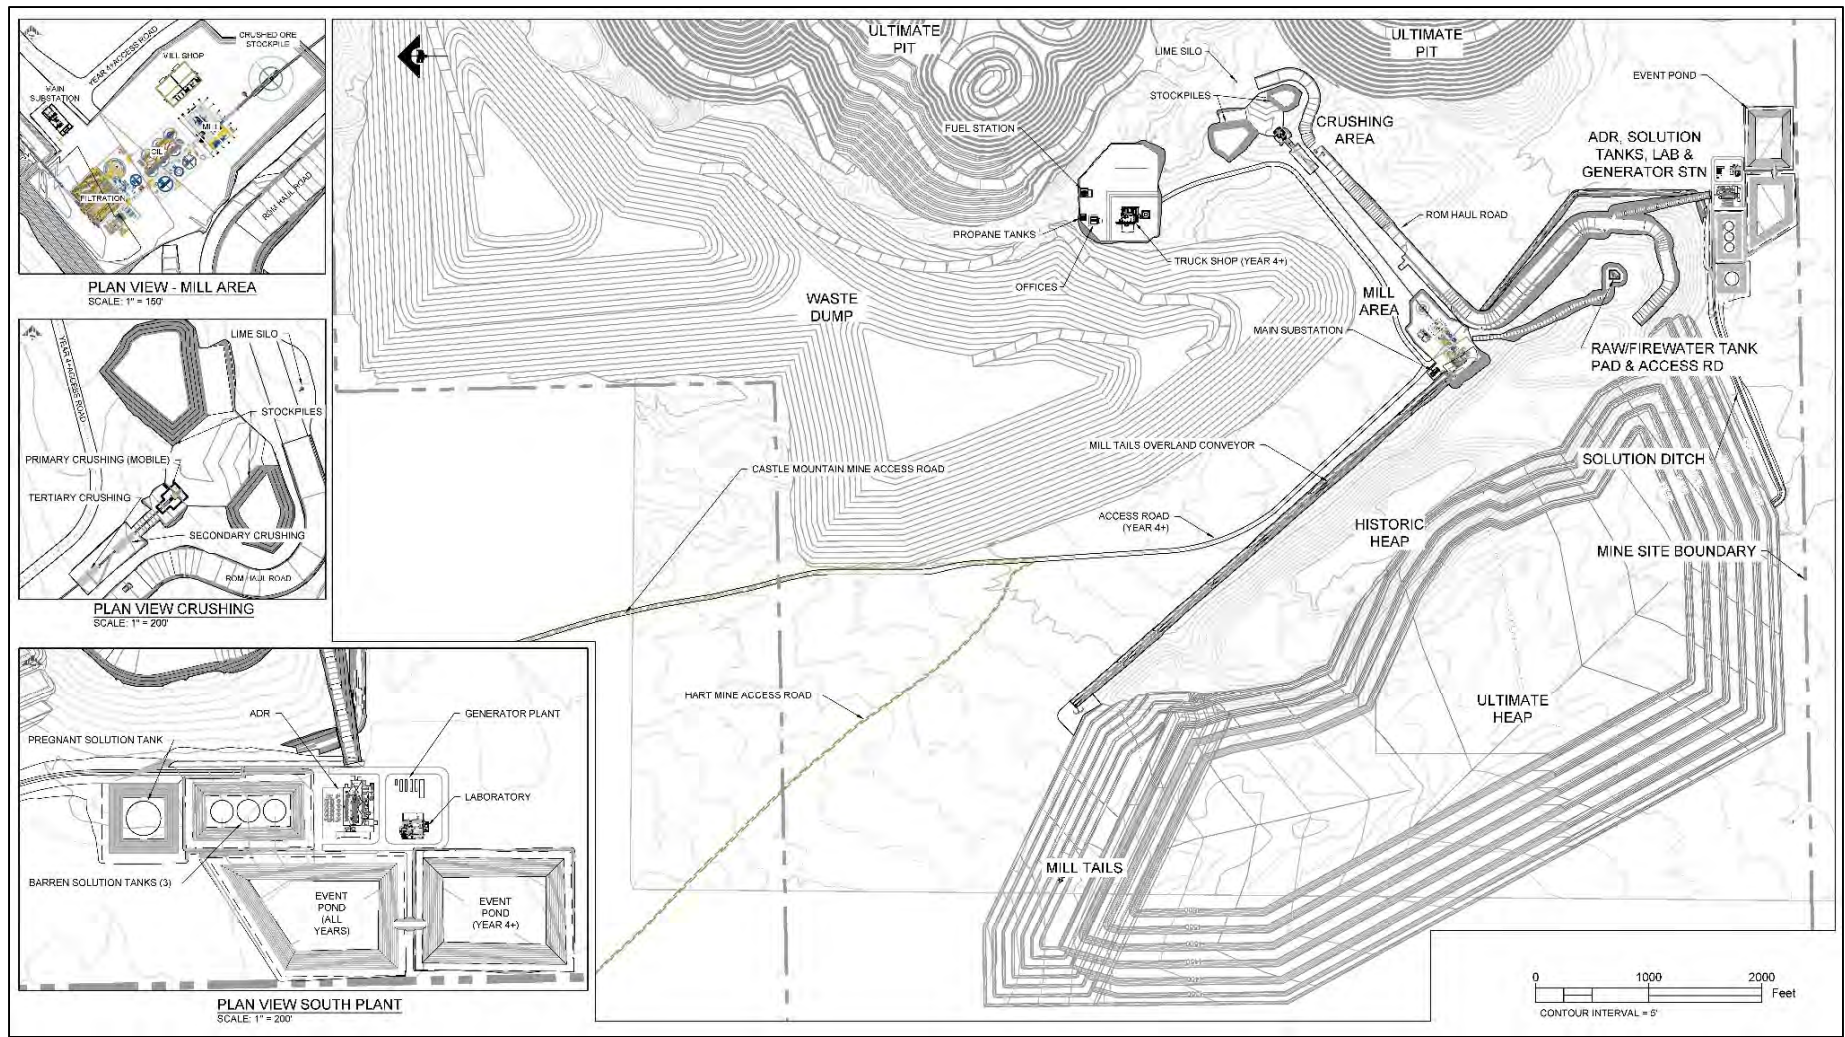 CRUSHED ORE
STOCKPILE
MILL SHOP
YEAR 4+ ACCESS ROAD
MAIN
SUBSTATION
MILL
CIL
FILTRATION
ROM HAUL ROAD
PLAN VIEW - MILL AREA
SCALE: 1" = 150'
LIME SILO
YEAR 4+ACCESS ROAD
STOCKPILES
PRIMARY CRUSHING (MOBILE)
TERTIARY CRUSHING
SECONDARY CRUSHING
ROM HAUL ROAD
PLAN VIEW CRUSHING
SCALE: 1" = 200'
ADR
GENERATOR PLANT
PREGNANT SOLUTION TANK
LABORATORY
BARREN SOLUTION TANKS (3)
EVENT
POND
(ALL
YEARS)
EVENT
POND
(YEAR 4+)
PLAN VIEW SOUTH PLANT
SCALE: 1" = 200'
ULTIMATE
PIT
ULTIMATE
PIT
LIME SILO
STOCKPILES
EVENT POND
CRUSHING
AREA
FUEL STATION
ADR, SOLUTION
TANKS, LAB &
GENERATOR STN
ROM HAUL ROAD
PROPANE TANKS
TRUCK SHOP (YEAR 4+)
OFFICES
WASTE
DUMP
MILL
AREA
MAIN SUBSTATION
RAW/FIREWATER TANK
PAD & ACCESS RD
MILL TAILS OVERLAND CONVEYOR
SOLUTION DITCH
CASTLE MOUNTAIN MINE ACCESS ROAD
ACCESS ROAD
(YEAR 4+)
HISTORIC
HEAP
MINE SITE BOUNDARY
HART MINE ACCESS ROAD
ULTIMATE
HEAP
MILL TAILS
0 1000 2000
Feet
CONTOUR INTERVAL = 5'